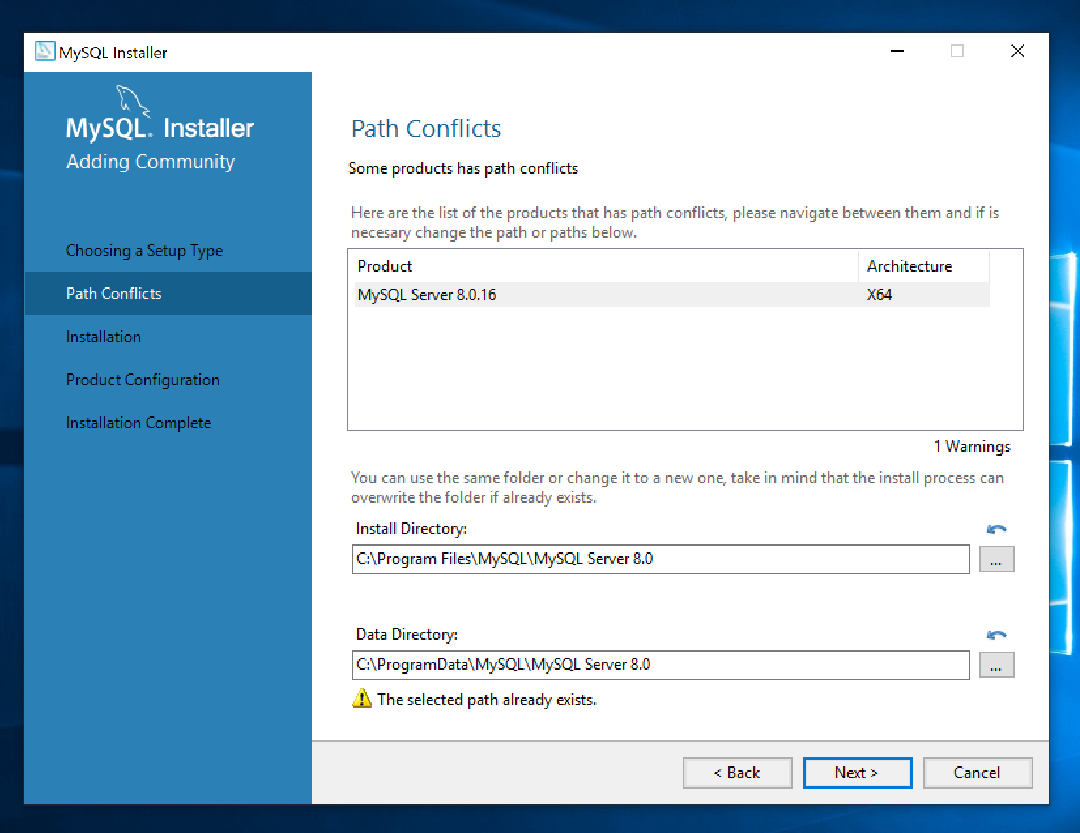 MySQL Installer
MySQL® Installer
Adding Community
Choosing a Setup Type
Path Conflicts
Installation
Product Configuration
Installation Complete
Path Conflicts
Some products has path conflicts
Here are the list of the products that has path conflicts, please navigate between them and if is
necesary change the path or paths below.
Product Architecture
MySQL Server 8.0.16 X64
1 Warnings
You can use the same folder or change it to a new one, take in mind that the install process can
overwrite the folder if already exists.
Install Directory:
C:\Program Files\MySQL\MySQL Server 8.0
...
Data Directory:
C:\ProgramData\MySQL\MySQL Server 8.0
...
The selected path already exists.
< Back Next > Cancel